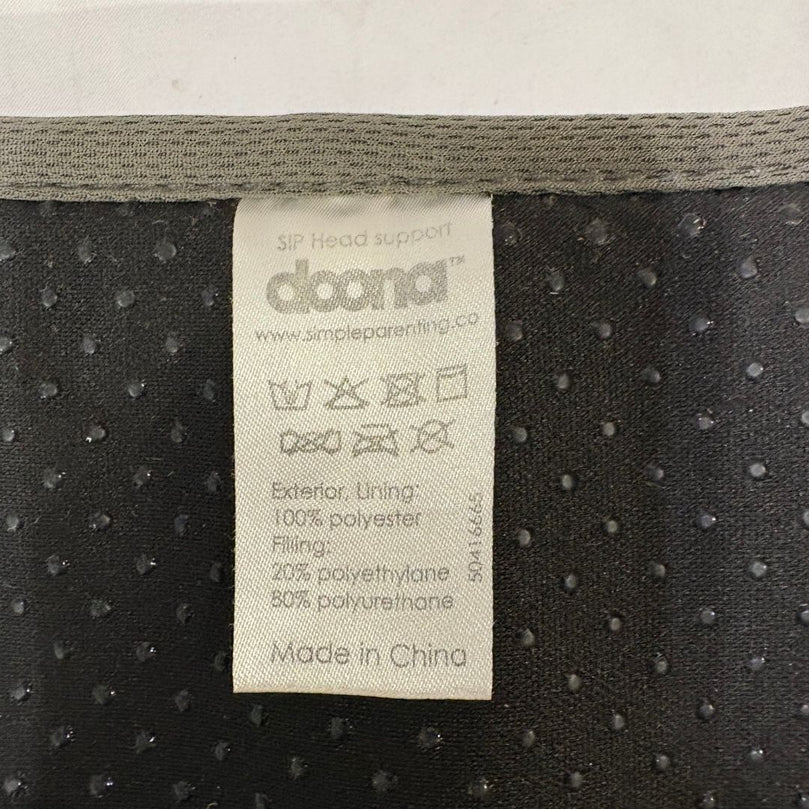 SIP Head support
doona™
www.simpleparenting.co
Exterior, Lining:
100% polyester
Filling:
20% polyethylane
80% polyurethane
50416665
Made in China